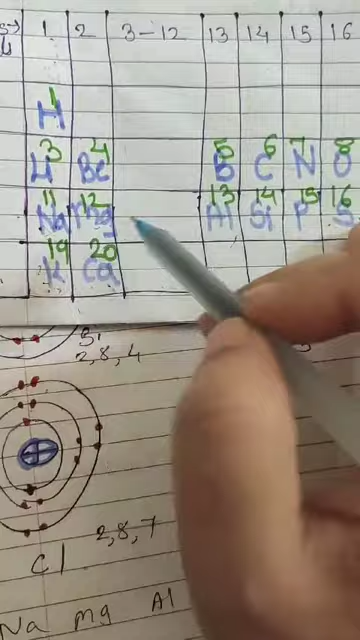 1 2 3-12 13 14 15 16
1
H
3 4 5 6 7 8
Li Be B C N O
11 12 13 14 15 16
Na Mg Al Si P S
19 20
K Ca
Si
2,8,4
2,8,7
Cl
Na Mg Al